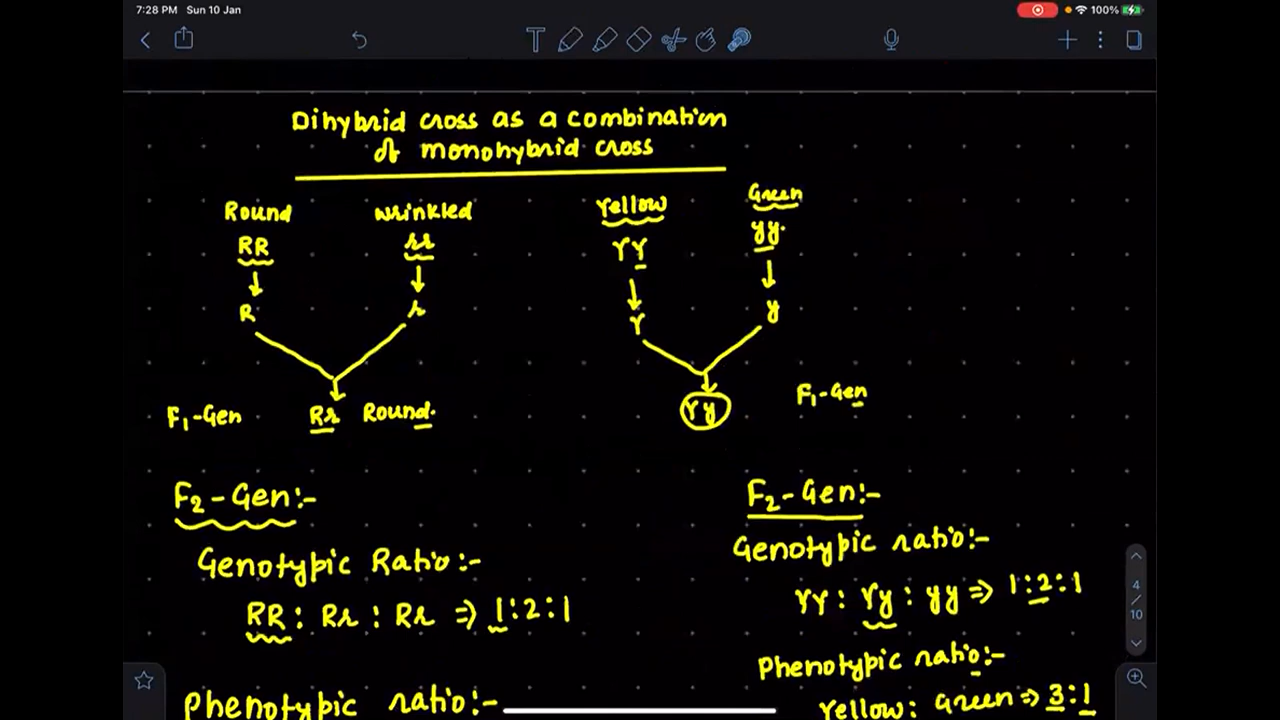 7:28 PM Sun 10 Jan
100%
Dihybrid cross as a combination
of monohybrid cross
Round wrinkled Yellow Green
RR rr YY yy
R r Y y
F1-Gen Rr Round. Yy F1-Gen
F2-Gen:-
Genotypic Ratio:-
RR : Rr : Rr ⇒ 1:2:1
Phenotypic ratio:-
F2-Gen:-
Genotypic ratio:-
YY : Yy : yy ⇒ 1:2:1
Phenotypic ratio:-
Yellow : Green ⇒ 3:1
4
/
10